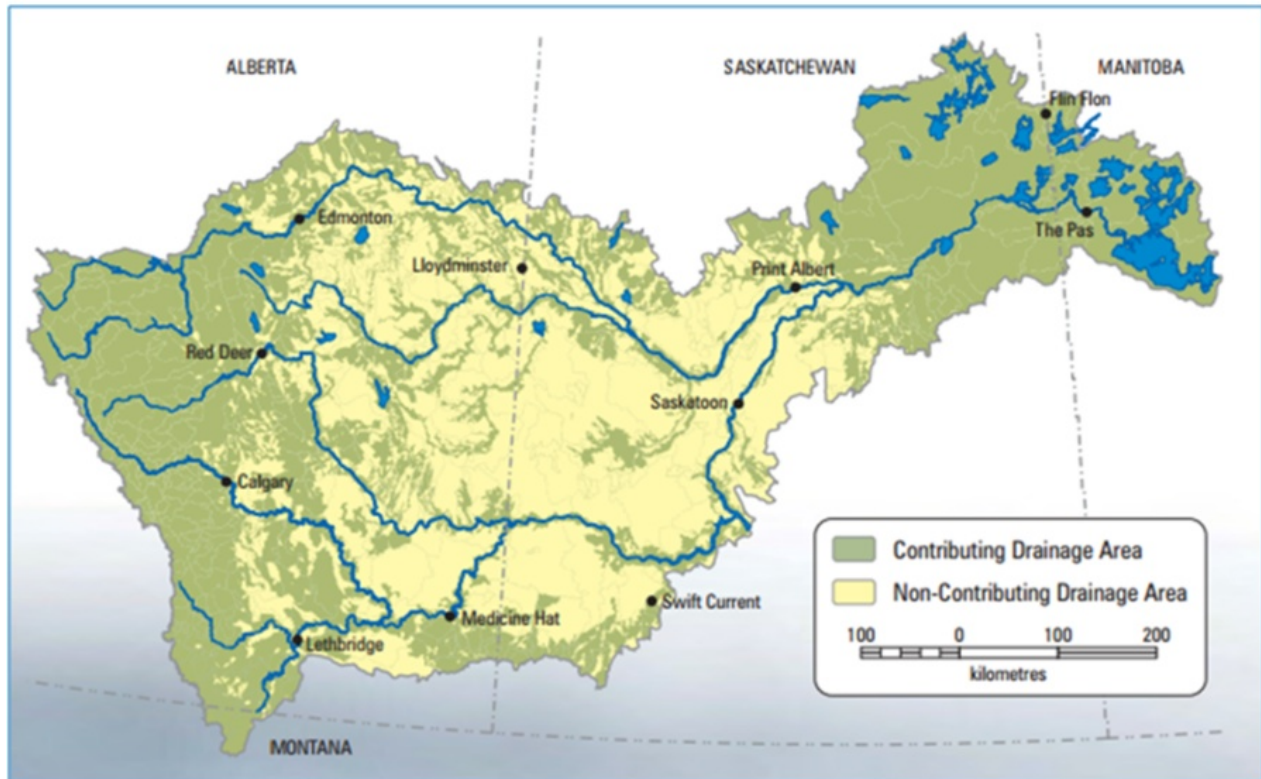 ALBERTA
SASKATCHEWAN
MANITOBA
Flin Flon
Edmonton
The Pas
Lloydminster
Print Albert
Red Deer
Saskatoon
Calgary
Contributing Drainage Area
Non-Contributing Drainage Area
Swift Current
Medicine Hat
Lethbridge
100 0 100 200
kilometres
MONTANA